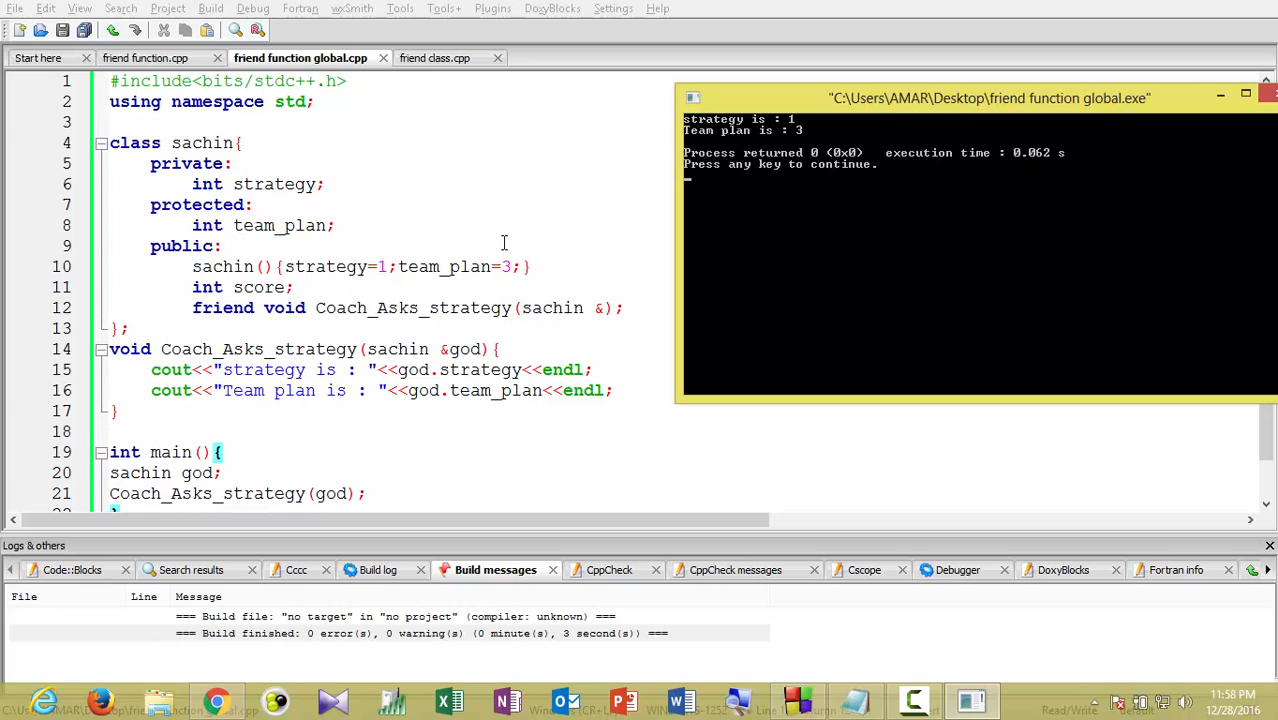 File Edit View Search Project Build Debug Fortran wxSmith Tools Tools+ Plugins DoxyBlocks Settings Help
Start here friend function.cpp friend function global.cpp friend class.cpp
1 #include<bits/stdc++.h>
2 using namespace std;
3
4 class sachin{
5 private:
6 int strategy;
7 protected:
8 int team_plan;
9 public:
10 sachin(){strategy=1;team_plan=3;}
11 int score;
12 friend void Coach_Asks_strategy(sachin &);
13 };
14 void Coach_Asks_strategy(sachin &god){
15 cout<<"strategy is : "<<god.strategy<<endl;
16 cout<<"Team plan is : "<<god.team_plan<<endl;
17 }
18
19 int main(){
20 sachin god;
21 Coach_Asks_strategy(god);
22 }
"C:\Users\AMAR\Desktop\friend function global.exe"
strategy is : 1
Team plan is : 3
Process returned 0 (0x0) execution time : 0.062 s
Press any key to continue.
Logs & others
Code::Blocks Search results Cccc Build log Build messages CppCheck CppCheck messages Cscope Debugger DoxyBlocks Fortran info
File Line Message
=== Build file: "no target" in "no project" (compiler: unknown) ===
=== Build finished: 0 error(s), 0 warning(s) (0 minute(s), 3 second(s)) ===
11:58 PM
12/28/2016
Read/Write